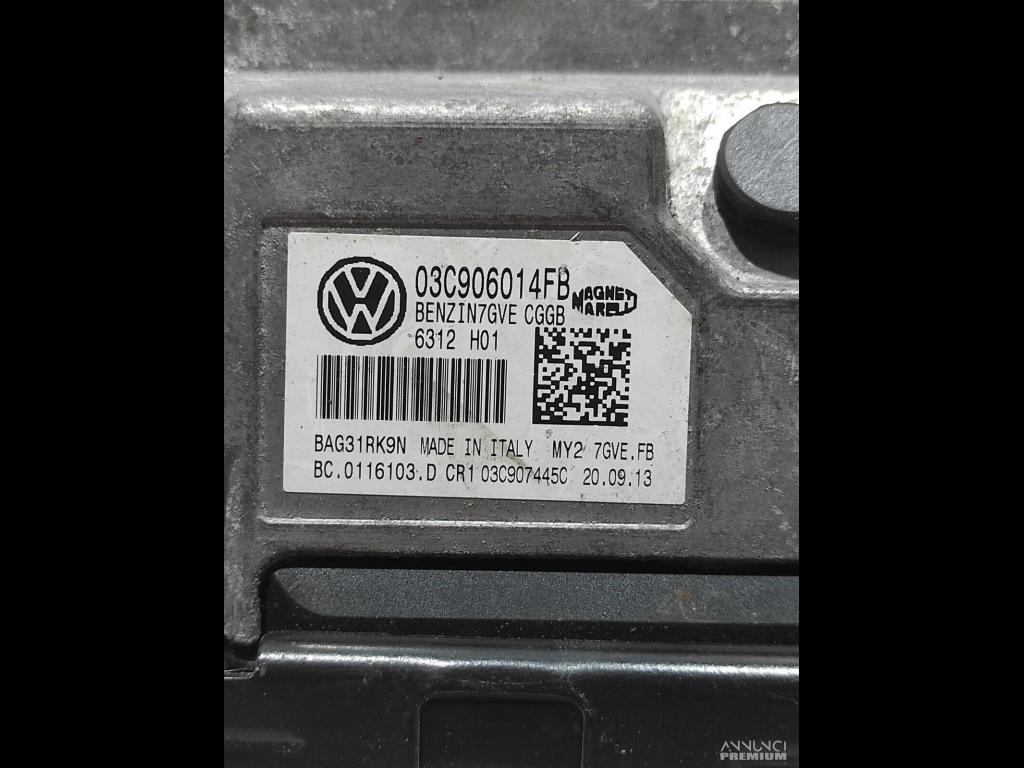 03C906014FB
MAGNETI
MARELLI
BENZIN7GVE CGGB
6312 H01
BAG31RK9N MADE IN ITALY MY2 7GVE.FB
BC.0116103.D CR1 03C907445C 20.09.13
ANNUNCI
PREMIUM